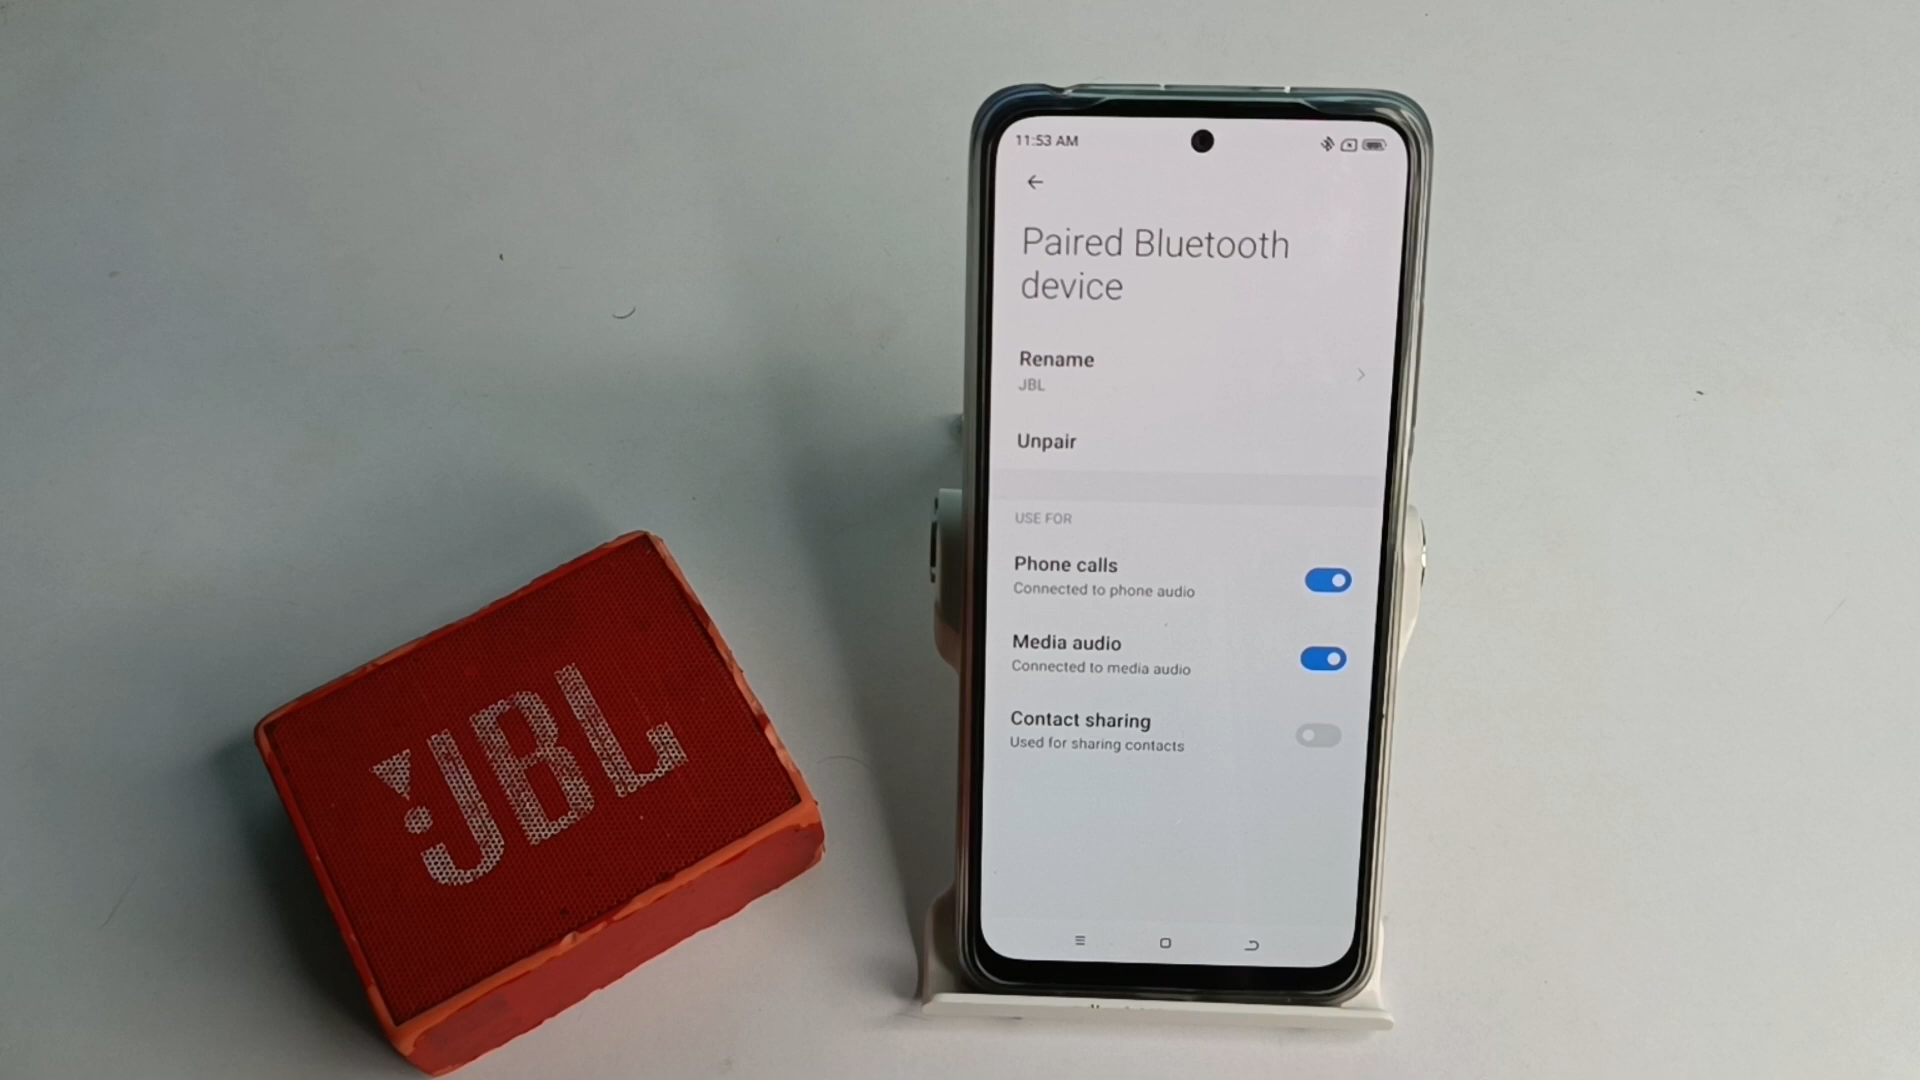 11:53 AM
Paired Bluetooth
device
Rename
JBL
Unpair
USE FOR
Phone calls
Connected to phone audio
Media audio
Connected to media audio
Contact sharing
Used for sharing contacts
JBL